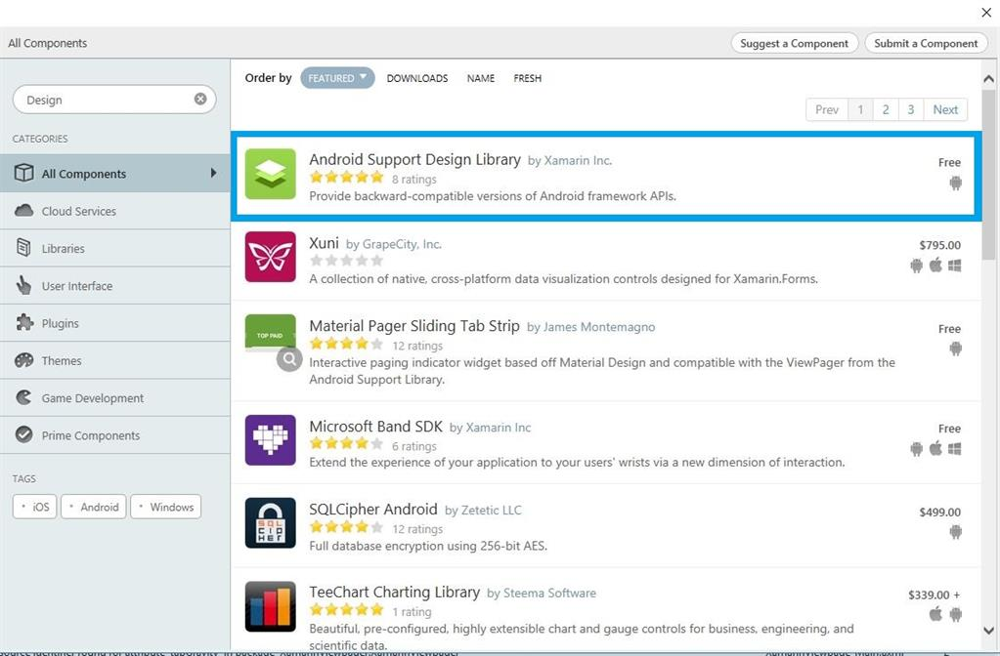 All Components
Suggest a Component
Submit a Component
Design
CATEGORIES
All Components
Cloud Services
Libraries
User Interface
Plugins
Themes
Game Development
Prime Components
TAGS
• iOS
• Android
• Windows
Order by FEATURED DOWNLOADS NAME FRESH
Prev 1 2 3 Next
Android Support Design Library by Xamarin Inc.
Free
8 ratings
Provide backward-compatible versions of Android framework APIs.
Xuni by GrapeCity, Inc.
$795.00
A collection of native, cross-platform data visualization controls designed for Xamarin.Forms.
TOP PAID
Material Pager Sliding Tab Strip by James Montemagno
Free
12 ratings
Interactive paging indicator widget based off Material Design and compatible with the ViewPager from the
Android Support Library.
Microsoft Band SDK by Xamarin Inc
Free
6 ratings
Extend the experience of your application to your users' wrists via a new dimension of interaction.
SQL
CIP
HER
SQLCipher Android by Zetetic LLC
$499.00
12 ratings
Full database encryption using 256-bit AES.
TeeChart Charting Library by Steema Software
$339.00 +
1 rating
Beautiful, pre-configured, highly extensible chart and gauge controls for business, engineering, and
scientific data.